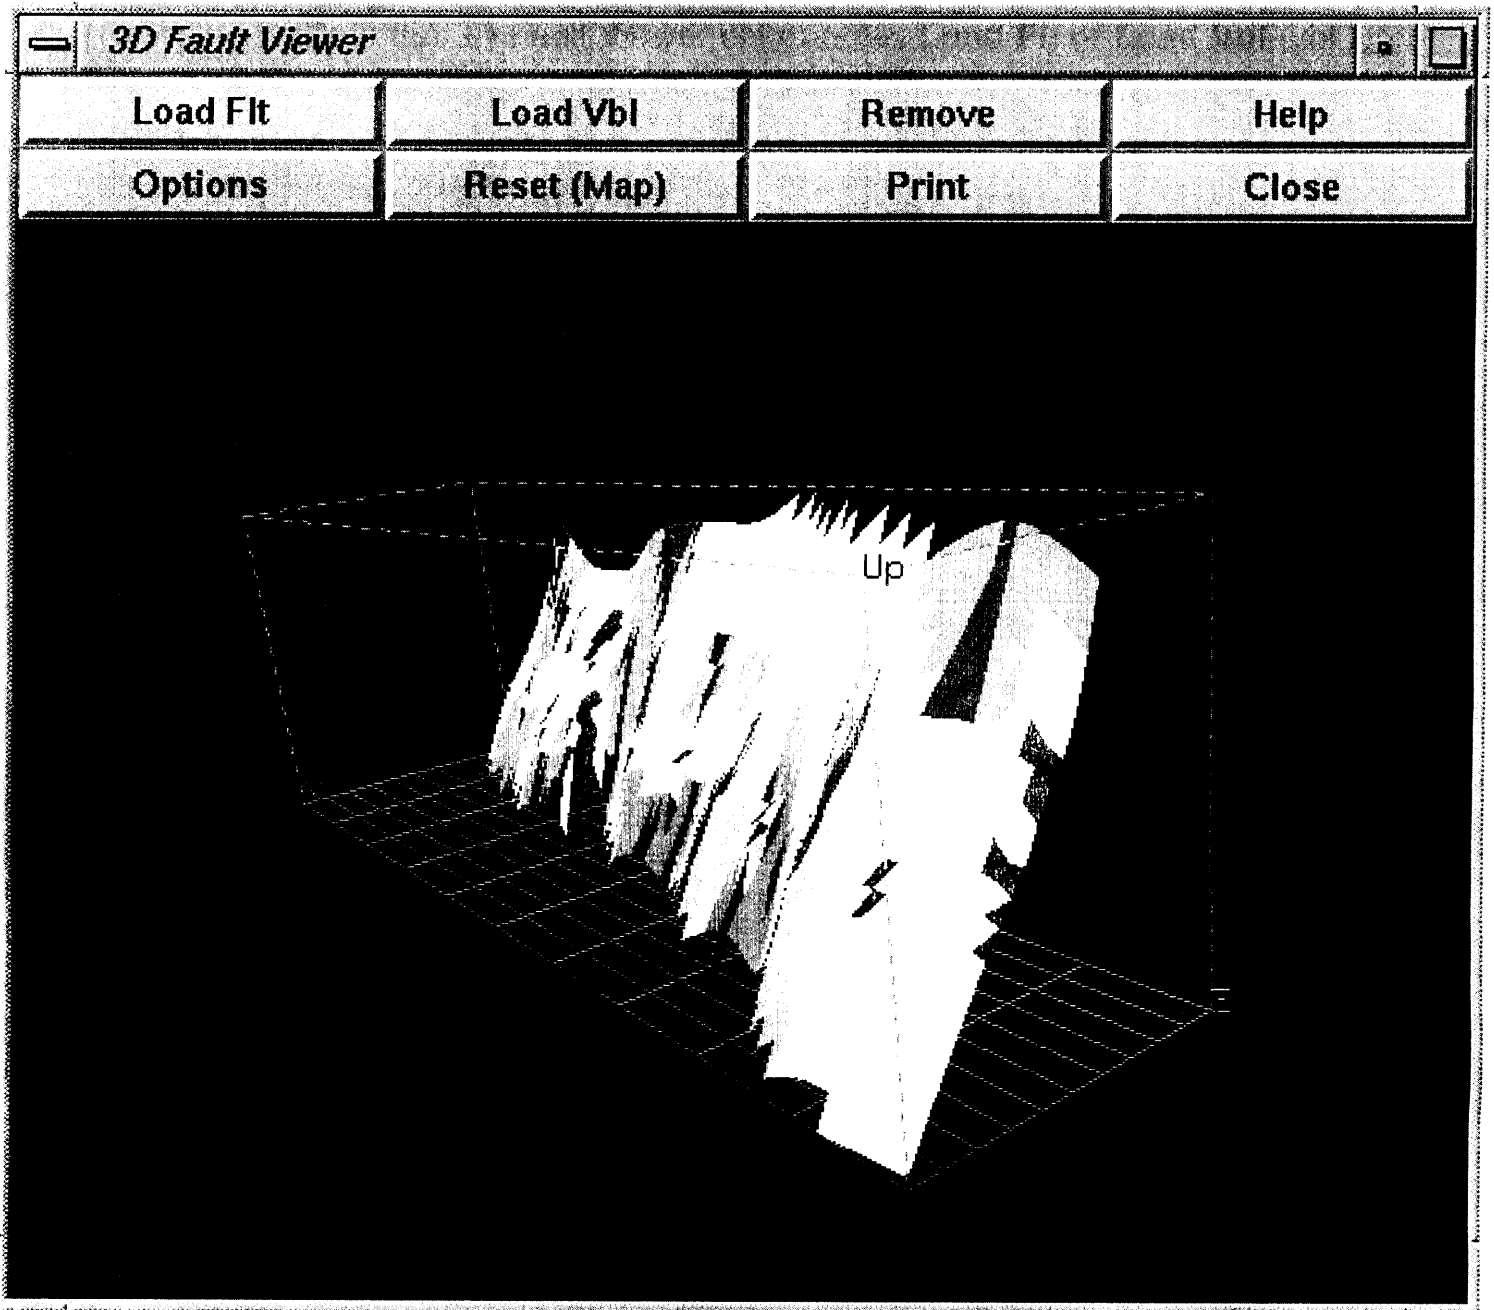 3D Fault Viewer
Load Flt Load Vbl Remove Help
Options Reset (Map) Print Close
Up
E